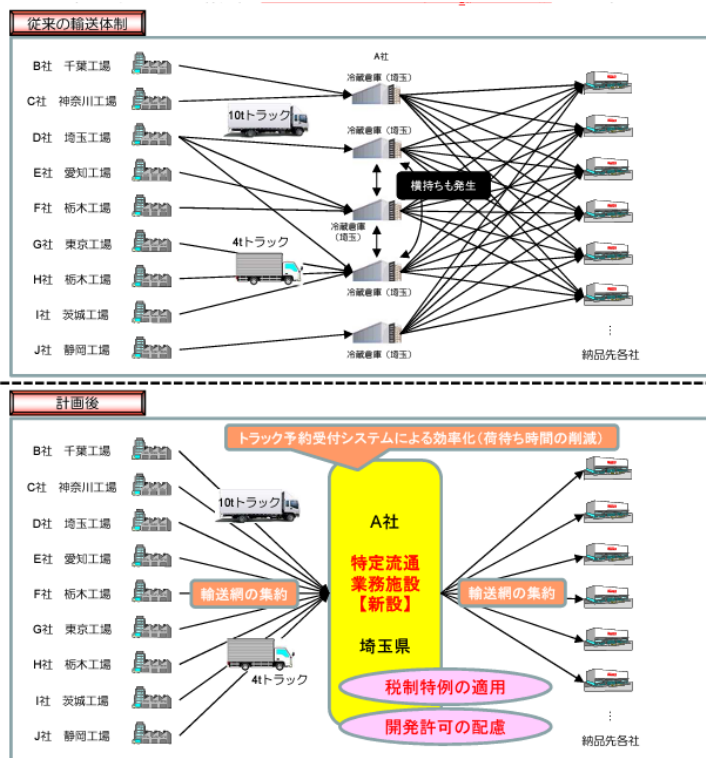 従来の輸送体制
A社
B社 千葉工場
冷蔵倉庫（埼玉）
C社 神奈川工場
10tトラック
D社 埼玉工場
冷蔵倉庫（埼玉）
E社 愛知工場
横持ちも発生
F社 栃木工場
冷蔵倉庫
（埼玉）
G社 東京工場
4tトラック
H社 栃木工場
冷蔵倉庫（埼玉）
I社 茨城工場
J社 静岡工場
冷蔵倉庫（埼玉）
⋮
納品先各社
計画後
トラック予約受付システムによる効率化（荷待ち時間の削減）
B社 千葉工場
C社 神奈川工場
10tトラック
D社 埼玉工場
A社
E社 愛知工場
特定流通
業務施設
【新設】
F社 栃木工場
輸送網の集約
輸送網の集約
G社 東京工場
埼玉県
H社 栃木工場
4tトラック
税制特例の適用
I社 茨城工場
開発許可の配慮
J社 静岡工場
⋮
納品先各社